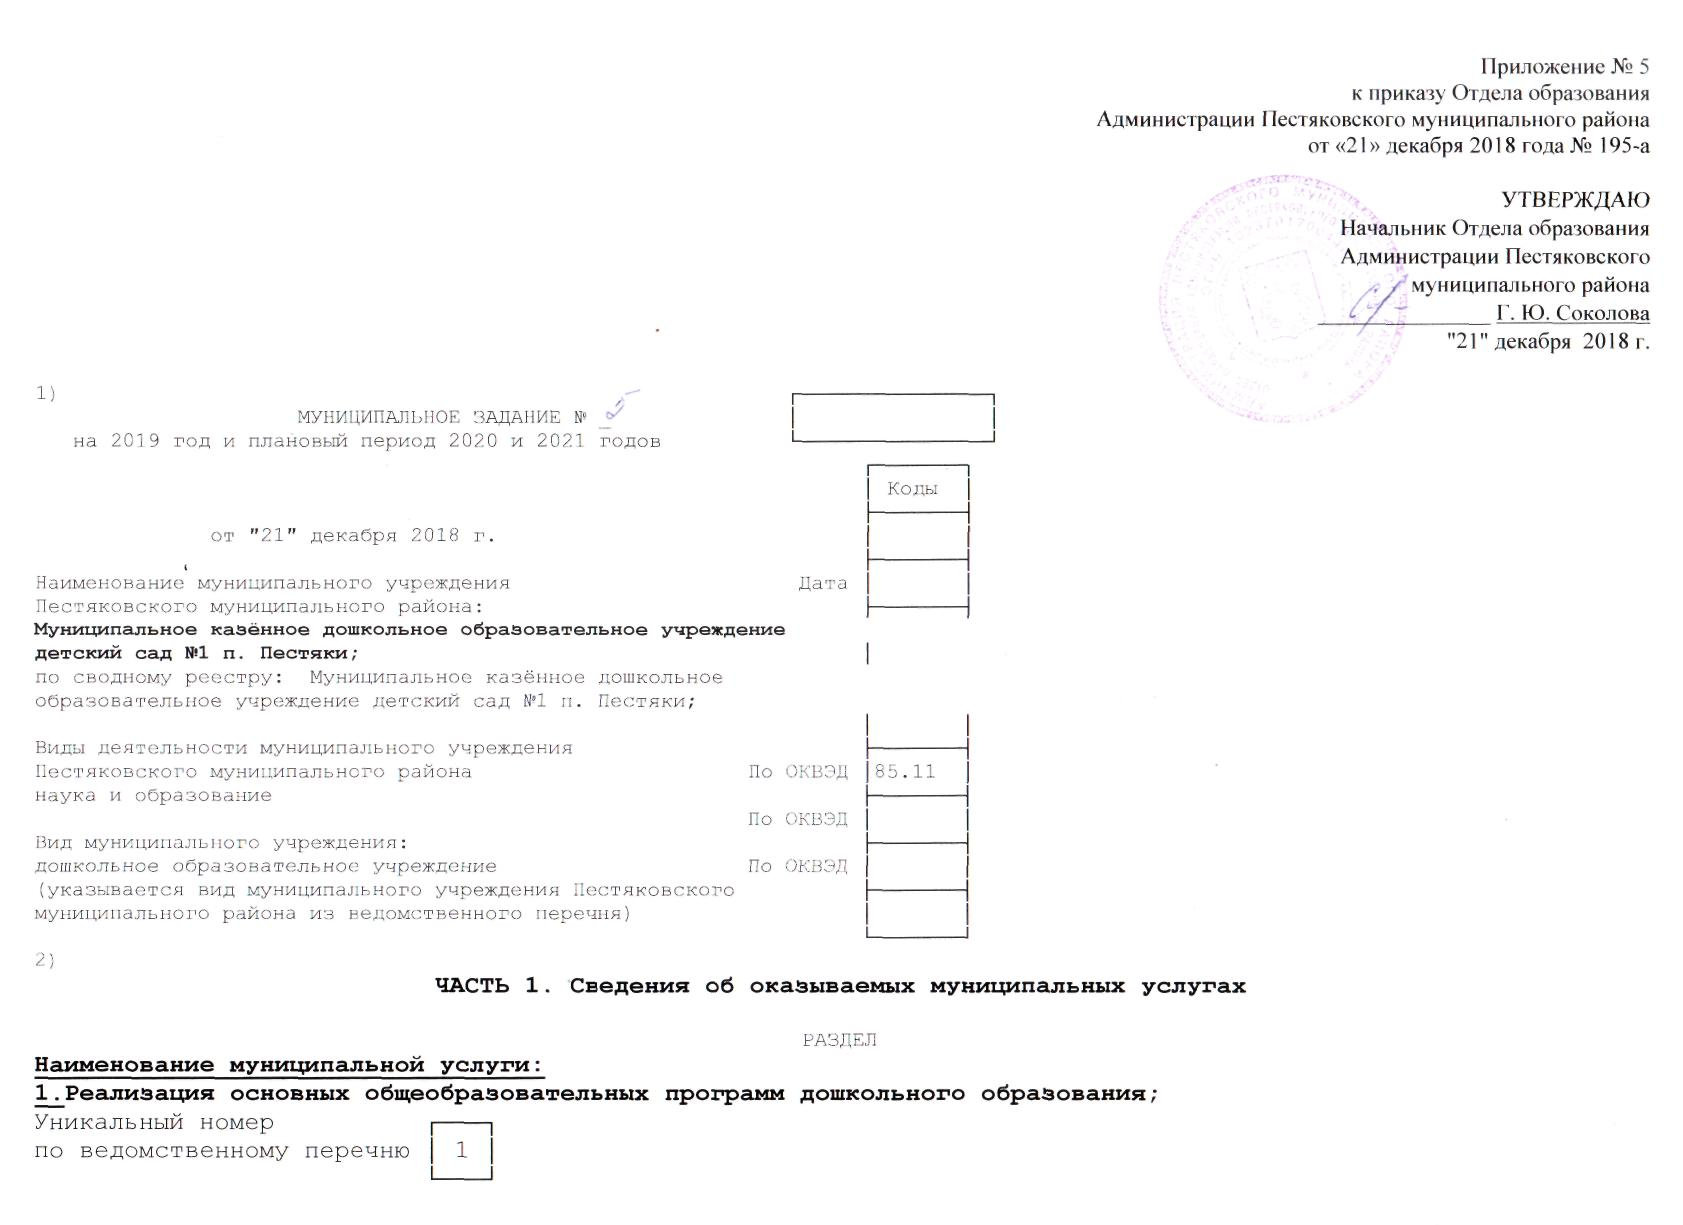 Приложение № 5
к приказу Отдела образования
Администрации Пестяковского муниципального района
от «21» декабря 2018 года № 195-а
УТВЕРЖДАЮ
Начальник Отдела образования
Администрации Пестяковского
муниципального района
Г. Ю. Соколова
"21" декабря 2018 г.
1)
МУНИЦИПАЛЬНОЕ ЗАДАНИЕ № 5
на 2019 год и плановый период 2020 и 2021 годов
Коды
от "21" декабря 2018 г.
Наименование муниципального учреждения Дата
Пестяковского муниципального района:
Муниципальное казённое дошкольное образовательное учреждение
детский сад №1 п. Пестяки;
по сводному реестру: Муниципальное казённое дошкольное
образовательное учреждение детский сад №1 п. Пестяки;
Виды деятельности муниципального учреждения
Пестяковского муниципального района По ОКВЭД 85.11
наука и образование
По ОКВЭД
Вид муниципального учреждения:
дошкольное образовательное учреждение По ОКВЭД
(указывается вид муниципального учреждения Пестяковского
муниципального района из ведомственного перечня)
2)
ЧАСТЬ 1. Сведения об оказываемых муниципальных услугах
РАЗДЕЛ
Наименование муниципальной услуги:
1.Реализация основных общеобразовательных программ дошкольного образования;
Уникальный номер
по ведомственному перечню 1